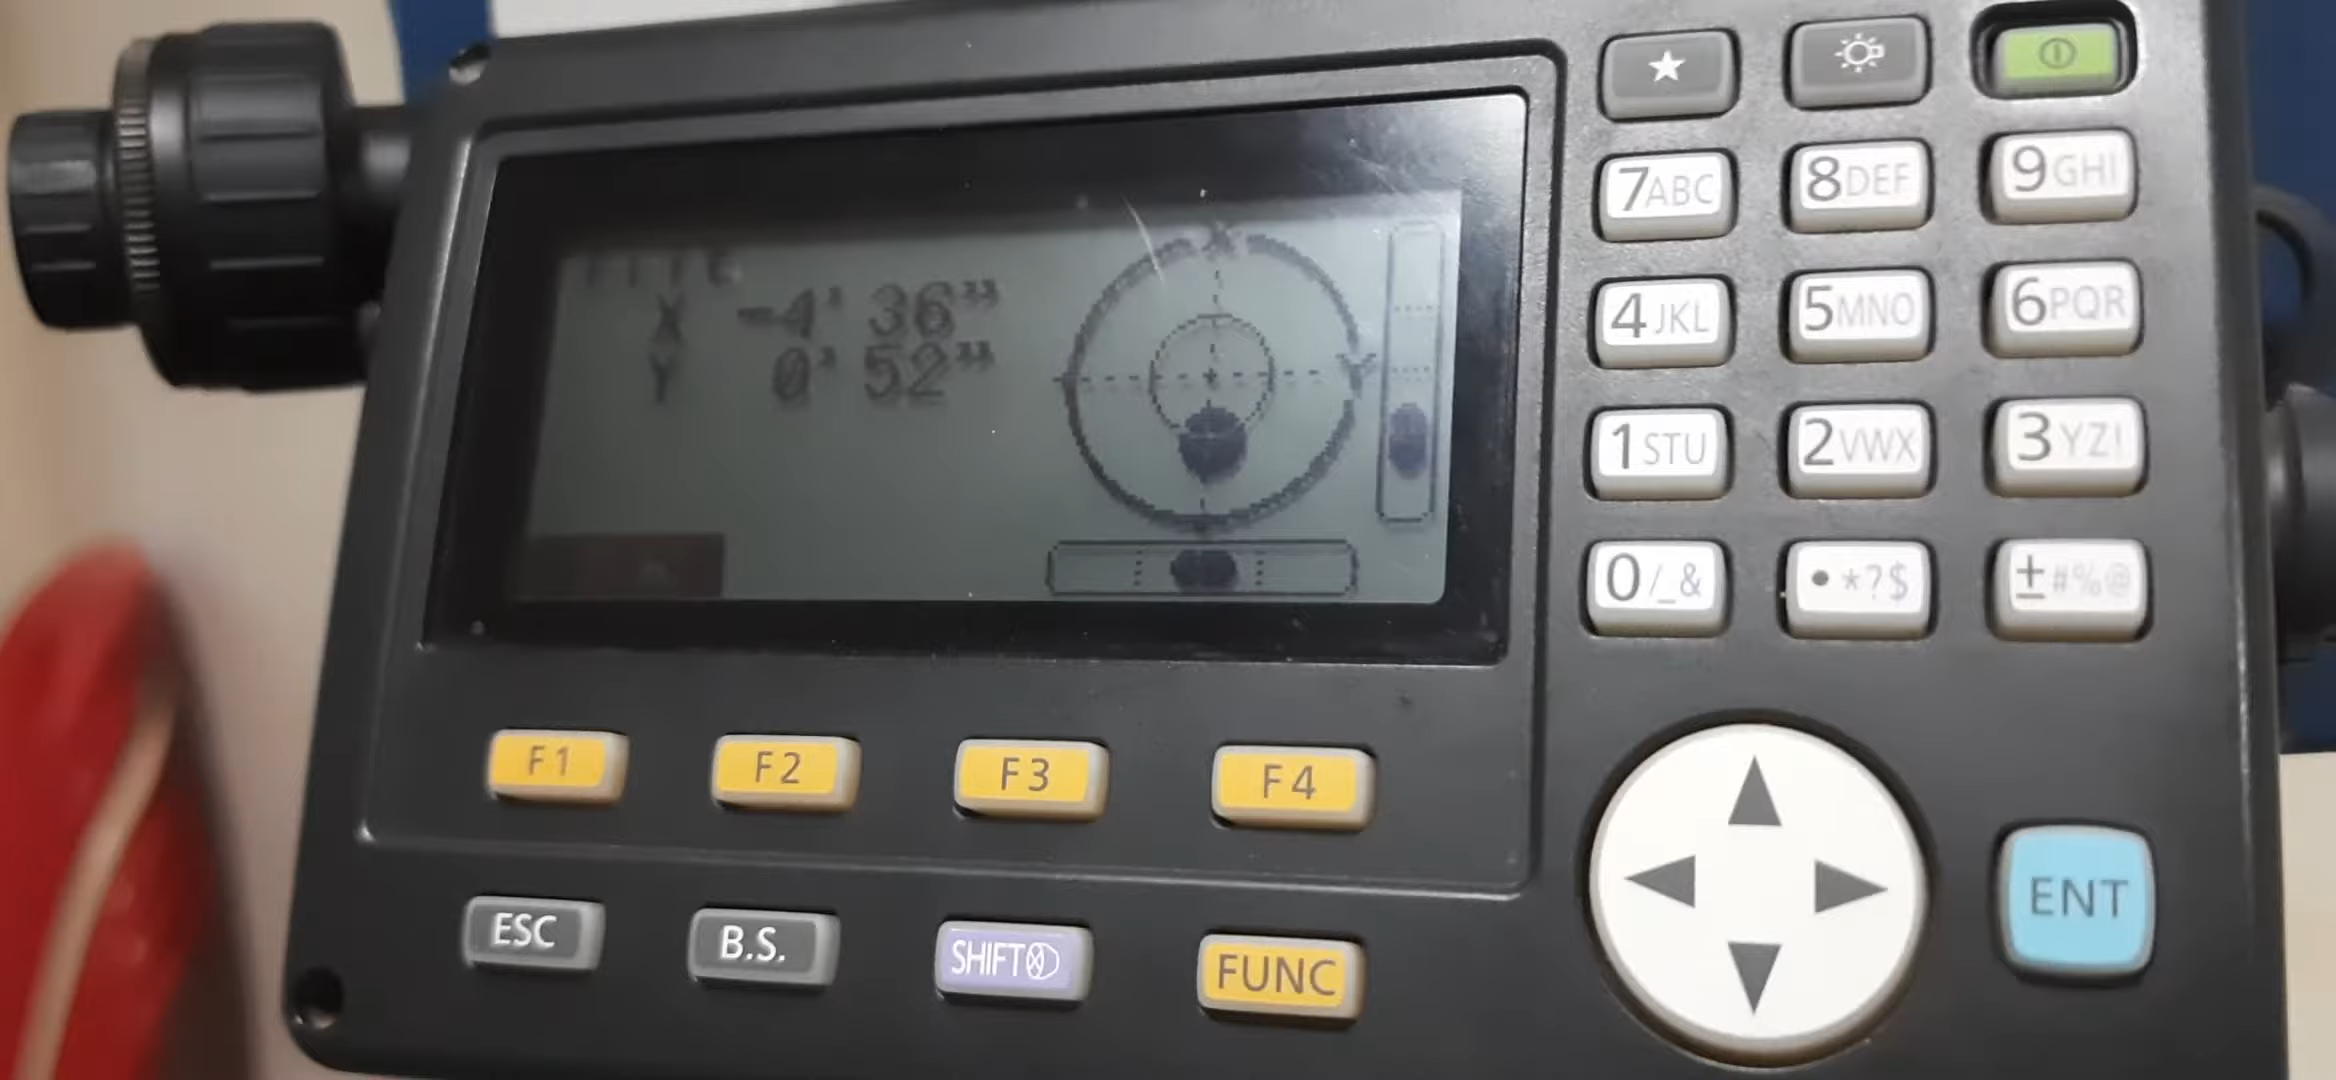 X -4' 36"
Y 0' 52"
X
Y
7ABC 8DEF 9GHI
4JKL 5MNO 6PQR
1STU 2VWX 3YZ!
0/_& •*?$ ±#%@
F1 F2 F3 F4
ESC B.S. SHIFT FUNC
ENT